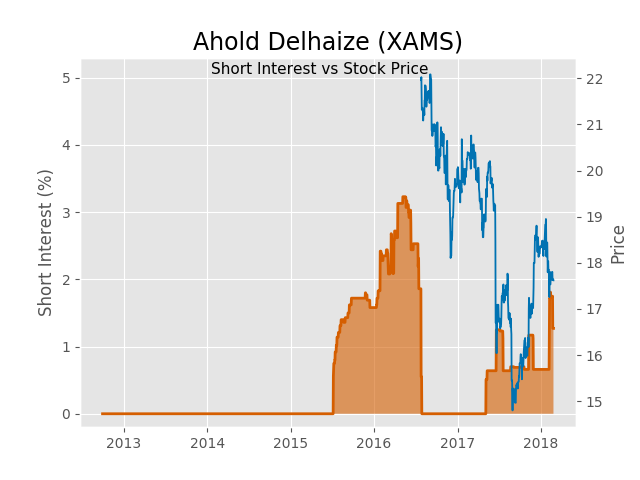 Ahold Delhaize (XAMS)
Short Interest vs Stock Price
Short Interest (%)
5
4
3
2
1
0
22
21
20
19
18
17
16
15
Price
2013 2014 2015 2016 2017 2018